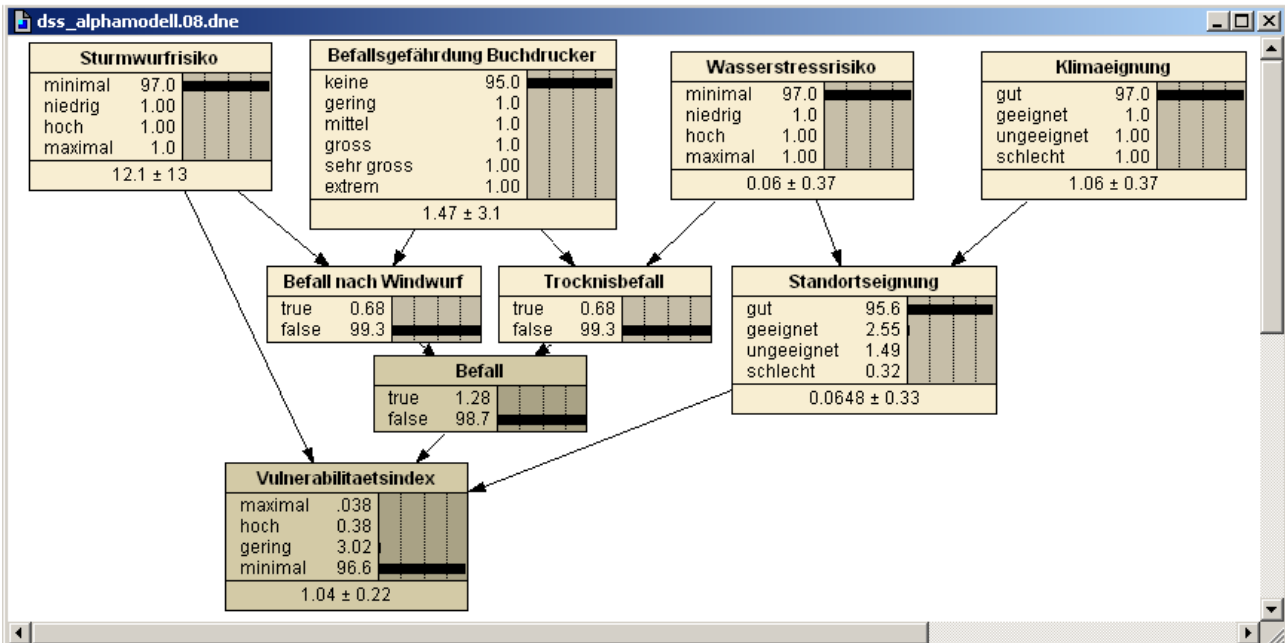 dss_alphamodell.08.dne
Sturmwurfrisiko
minimal 97.0
niedrig 1.00
hoch 1.00
maximal 1.0
12.1 ± 13
Befallsgefährdung Buchdrucker
keine 95.0
gering 1.0
mittel 1.0
gross 1.0
sehr gross 1.00
extrem 1.00
1.47 ± 3.1
Wasserstressrisiko
minimal 97.0
niedrig 1.0
hoch 1.00
maximal 1.00
0.06 ± 0.37
Klimaeignung
gut 97.0
geeignet 1.0
ungeeignet 1.00
schlecht 1.00
1.06 ± 0.37
Befall nach Windwurf
true 0.68
false 99.3
Trocknisbefall
true 0.68
false 99.3
Standortseignung
gut 95.6
geeignet 2.55
ungeeignet 1.49
schlecht 0.32
0.0648 ± 0.33
Befall
true 1.28
false 98.7
Vulnerabilitaetsindex
maximal .038
hoch 0.38
gering 3.02
minimal 96.6
1.04 ± 0.22